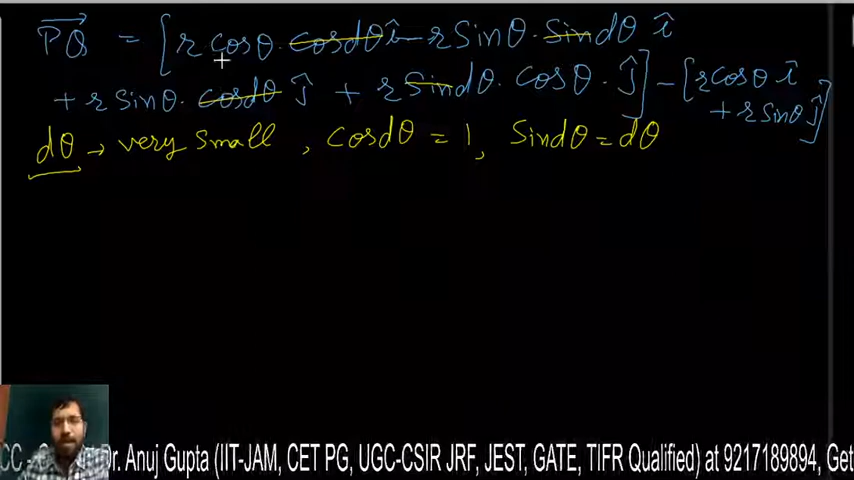 PQ⃗ = [r cosθ. cosdθ î - r Sinθ. Sindθ î
+ r sinθ. cosdθ ĵ + r Sindθ. cosθ. ĵ] - [r cosθ î
+ r sinθ ĵ]
dθ → very small, cosdθ = 1, Sindθ = dθ
Dr. Anuj Gupta (IIT-JAM, CET PG, UGC-CSIR JRF, JEST, GATE, TIFR Qualified) at 9217189894, Get